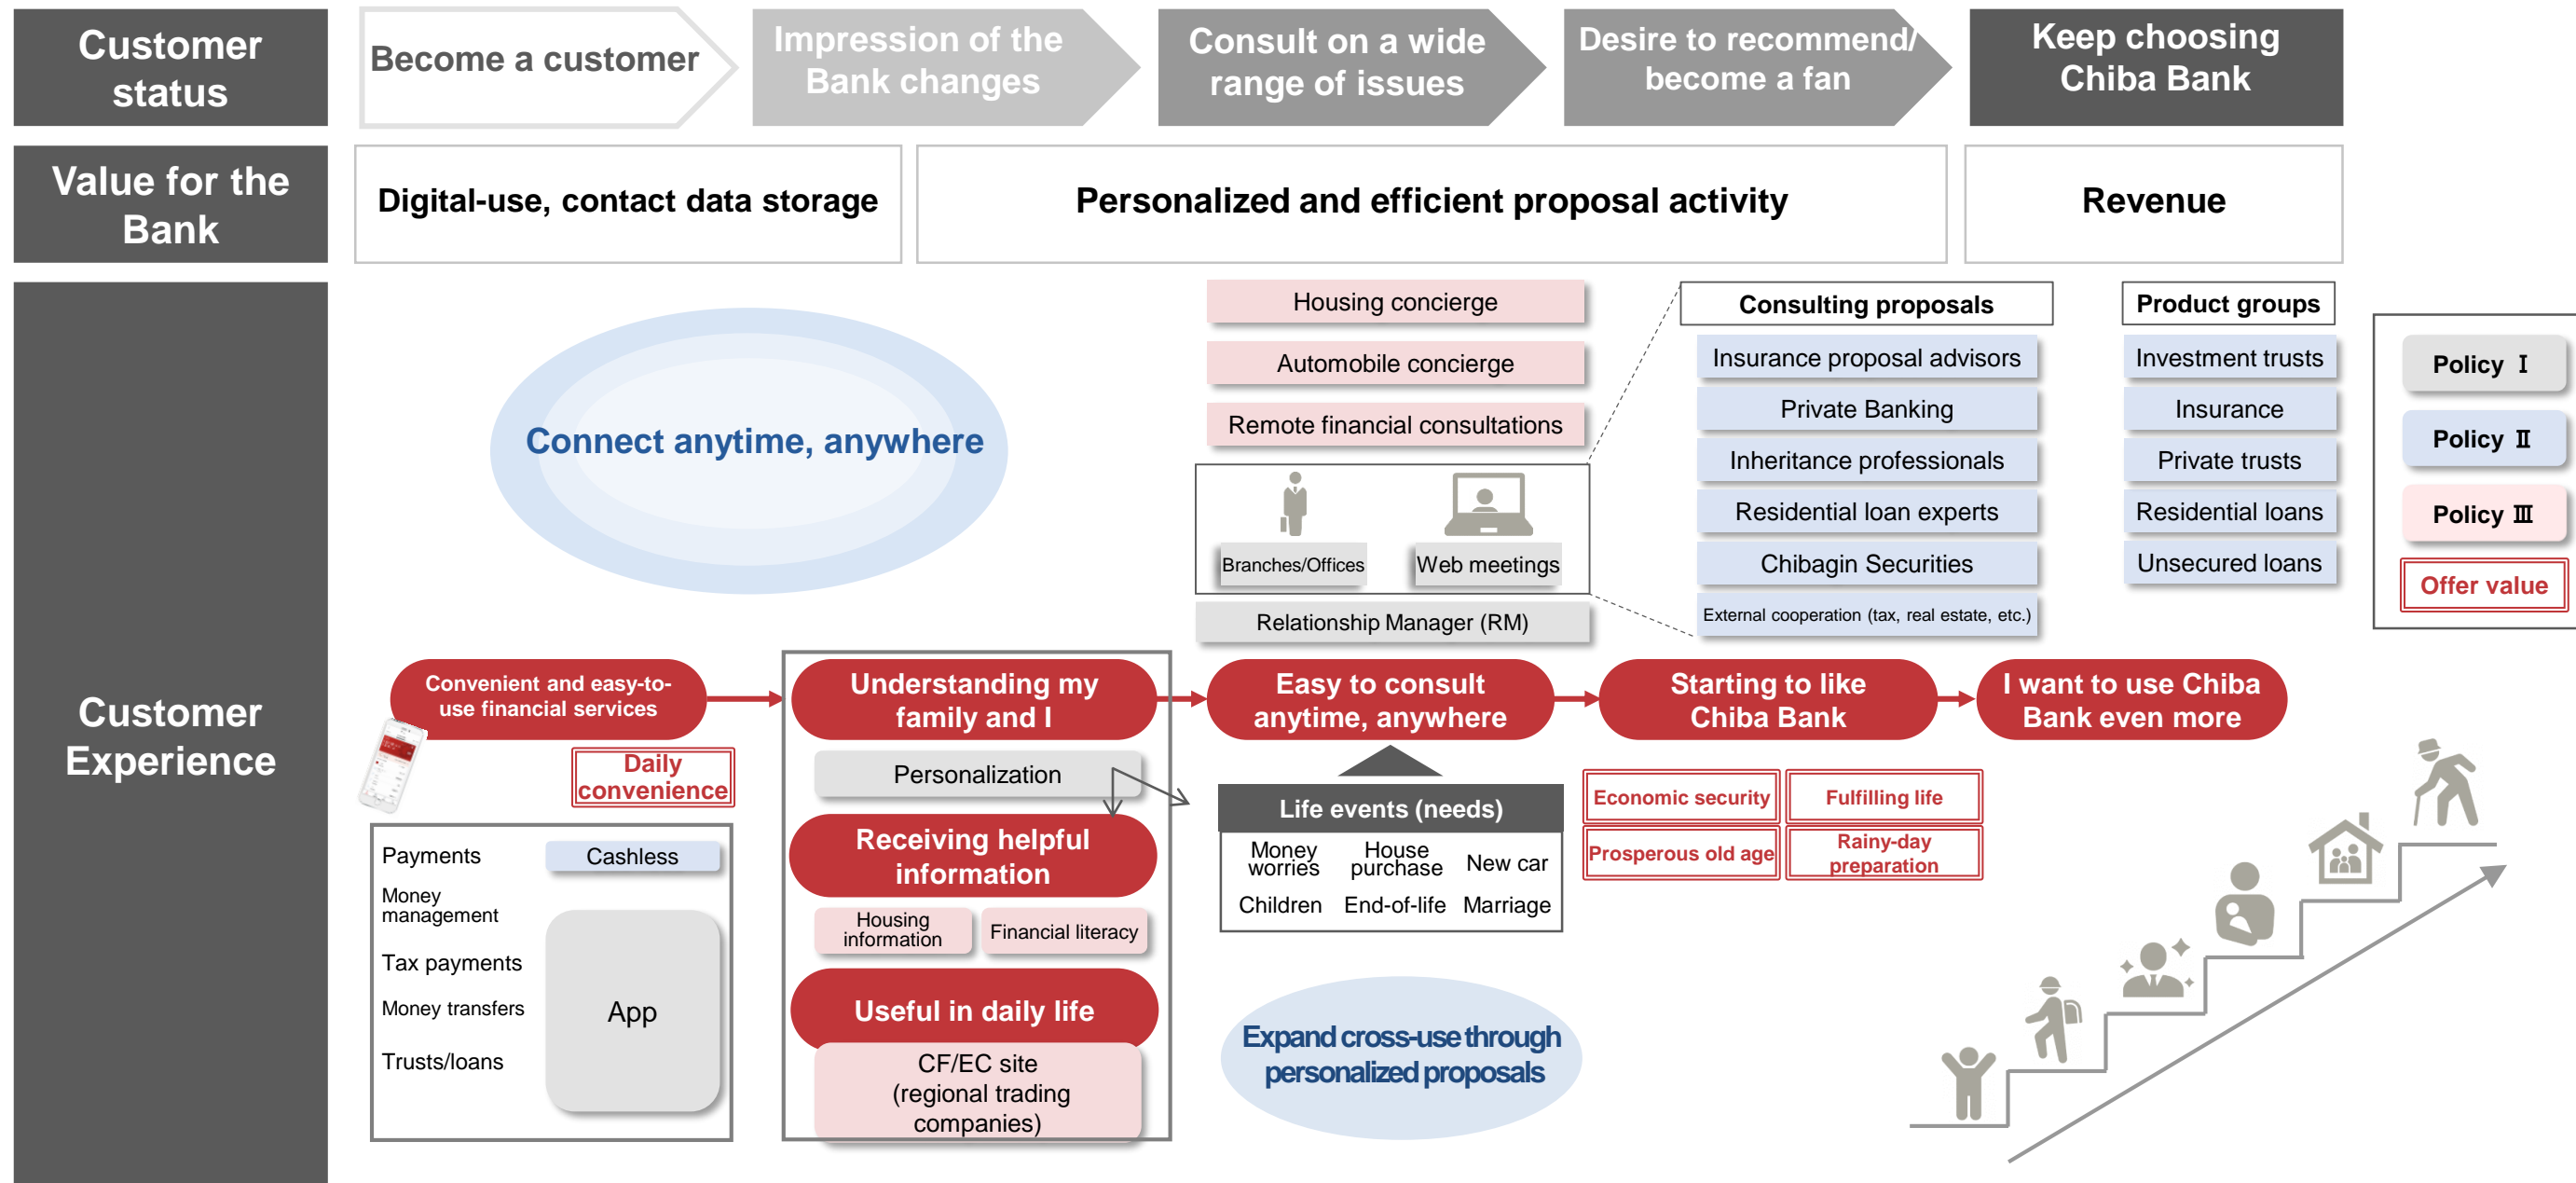 Customer
status
Become a customer
Impression of the
Bank changes
Consult on a wide
range of issues
Desire to recommend/
become a fan
Keep choosing
Chiba Bank
Value for the
Bank
Digital-use, contact data storage
Personalized and efficient proposal activity
Revenue
Customer
Experience
Connect anytime, anywhere
Housing concierge
Automobile concierge
Remote financial consultations
Branches/Offices
Web meetings
Relationship Manager (RM)
Consulting proposals
Insurance proposal advisors
Private Banking
Inheritance professionals
Residential loan experts
Chibagin Securities
External cooperation (tax, real estate, etc.)
Product groups
Investment trusts
Insurance
Private trusts
Residential loans
Unsecured loans
Policy Ⅰ
Policy Ⅱ
Policy Ⅲ
Offer value
Convenient and easy-to-
use financial services
Daily
convenience
Payments
Cashless
Money
management
Tax payments
Money transfers
Trusts/loans
App
Understanding my
family and I
Personalization
Receiving helpful
information
Housing
information
Financial literacy
Useful in daily life
CF/EC site
(regional trading
companies)
Easy to consult
anytime, anywhere
Life events (needs)
Money
worries
House
purchase
New car
Children
End-of-life
Marriage
Expand cross-use through
personalized proposals
Starting to like
Chiba Bank
Economic security
Fulfilling life
Prosperous old age
Rainy-day
preparation
I want to use Chiba
Bank even more